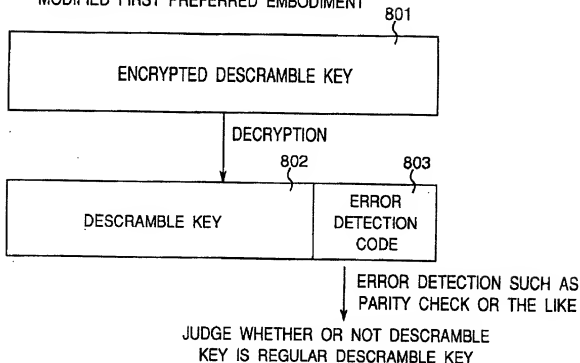 MODIFIED FIRST PREFERRED EMBODIMENT
801
ENCRYPTED DESCRAMBLE KEY
DECRYPTION
802
803
DESCRAMBLE KEY
ERROR
DETECTION
CODE
ERROR DETECTION SUCH AS
PARITY CHECK OR THE LIKE
JUDGE WHETHER OR NOT DESCRAMBLE
KEY IS REGULAR DESCRAMBLE KEY